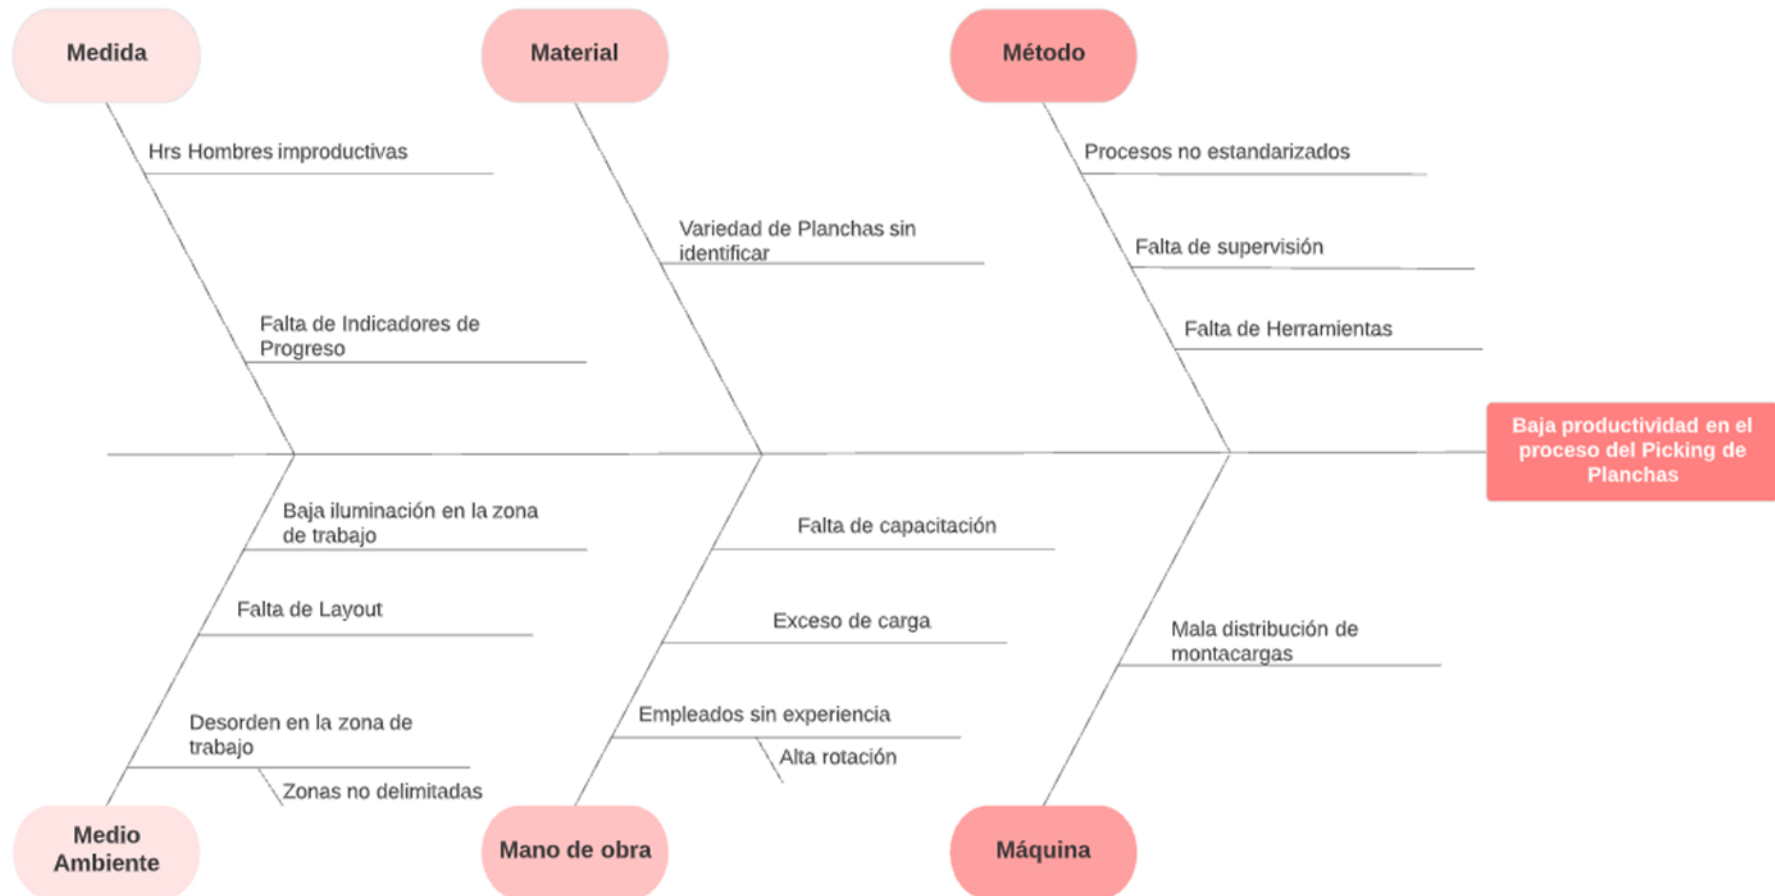 Medida
Material
Método
Hrs Hombres improductivas
Procesos no estandarizados
Variedad de Planchas sin
identificar
Falta de supervisión
Falta de Indicadores de
Progreso
Falta de Herramientas
Baja productividad en el
proceso del Picking de
Planchas
Baja iluminación en la zona
de trabajo
Falta de capacitación
Falta de Layout
Exceso de carga
Mala distribución de
montacargas
Desorden en la zona de
trabajo
Empleados sin experiencia
Alta rotación
Zonas no delimitadas
Medio
Ambiente
Mano de obra
Máquina